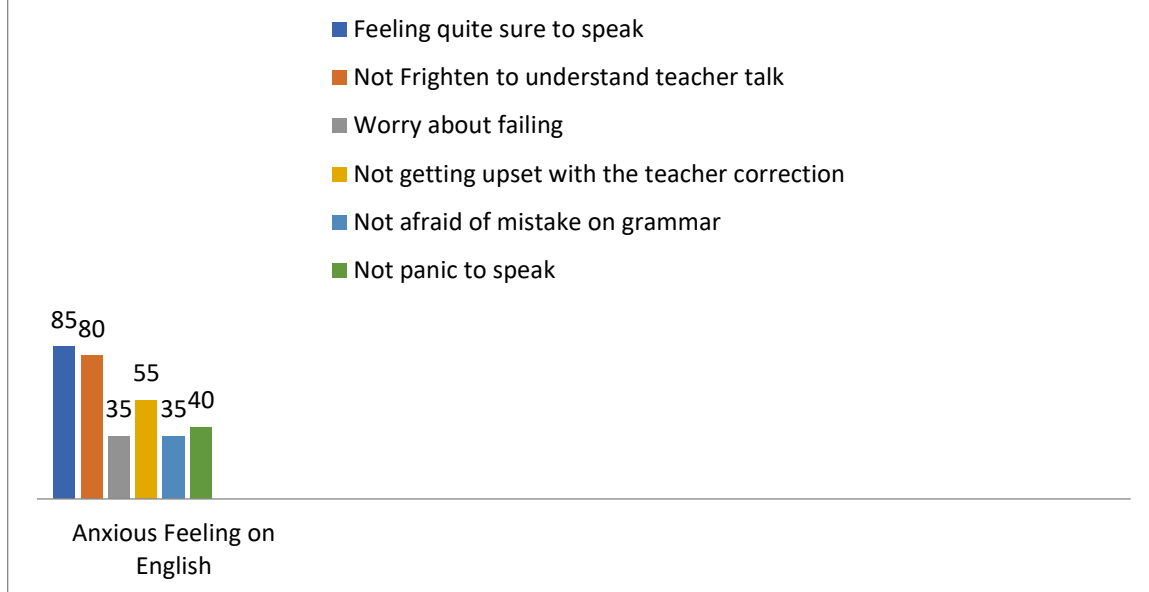 Feeling quite sure to speak
Not Frighten to understand teacher talk
Worry about failing
Not getting upset with the teacher correction
Not afraid of mistake on grammar
Not panic to speak
85
80
35
55
35
40
Anxious Feeling on
English